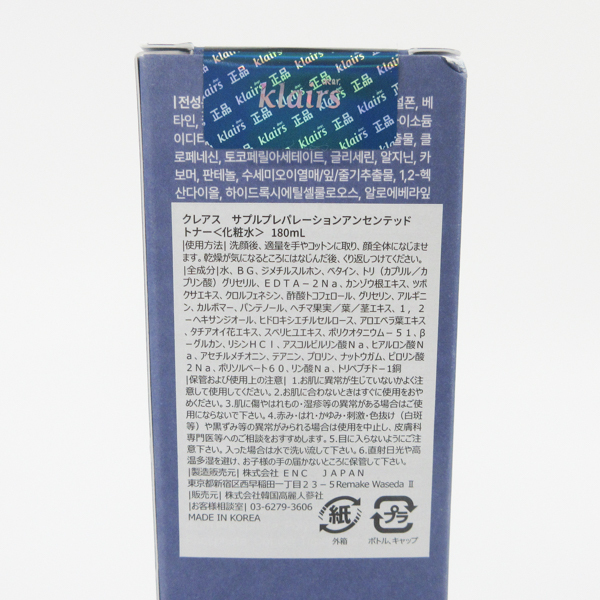 正品 klairs 正品
dear,
klairs
klairs 正品 klairs
|전성
폰, 베
타인,
이소듐
이디티
추출물, 클
로페네신, 토코페릴아세테이트, 글리세린, 알지닌, 카
보머, 판테놀, 수세미오이열매/잎/줄기추출물, 1,2-헥
산다이올, 하이드록시에틸셀룰로오스, 알로에베라잎
クレアス サプルプレパレーションアンセンテッド
トナー<化粧水> 180mL
|使用方法| 洗顔後、適量を手やコットンに取り、顔全体になじませ
ます。乾燥が気になるところにはなじんだ後、くり返しつけてください。
|全成分|水、ＢＧ、ジメチルスルホン、ベタイン、トリ（カプリル／カ
プリン酸）グリセリル、ＥＤＴＡ－２Ｎａ、カンゾウ根エキス、ツボ
クサエキス、クロルフェネシン、酢酸トコフェロール、グリセリン、アルギニ
ン、カルボマー、パンテノール、ヘチマ果実／葉／茎エキス、１，２
－ヘキサンジオール、ヒドロキシエチルセルロース、アロエベラ葉エキス
、タチアオイ花エキス、スベリヒユエキス、ポリクオタニウム－５１、β
－グルカン、リシンＨＣｌ、アスコルビルリン酸Ｎａ、ヒアルロン酸Ｎ
ａ、アセチルメチオニン、テアニン、プロリン、ナットウガム、ピロリン酸
２Ｎａ、ポリソルベート６０、リン酸Ｎａ、トリペプチド－１銅
|保管および使用上の注意| 1.お肌に異常が生じていないかよく注
意して使用してください。2.お肌に合わないときはすぐに使用をおや
めください。3.肌に傷やはれもの・湿疹等の異常がある場合はご使
用にならないで下さい。4.赤み・はれ・かゆみ・刺激・色抜け（白斑
等）や黒ずみ等の異常がみられる場合は使用を中止し、皮膚科
専門医等へのご相談をおすすめします。5.目に入らないようにご注
意下さい。入った場合は水で洗い流して下さい。6.直射日光や高
温多湿を避け、お子様の手の届かないところに保管して下さい。
|製造販売元| 株式会社ＥＮＣ ＪＡＰＡＮ
東京都新宿区西早稲田一丁目２３－５Remake Waseda Ⅱ
|販売元| 株式会社韓国高麗人蔘社
|お客様相談室| 03-6279-3606
MADE IN KOREA
紙
外箱
プラ
ボトル、キャップ